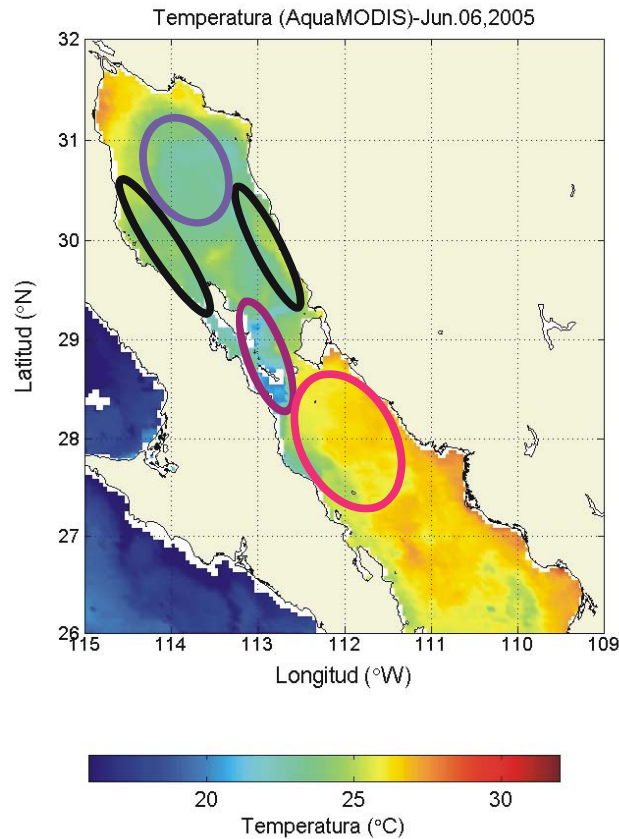 Temperatura (AquaMODIS)-Jun.06,2005
32
31
30
29
28
27
26
Latitud (°N)
115 114 113 112 111 110 109
Longitud (°W)
20 25 30
Temperatura (°C)